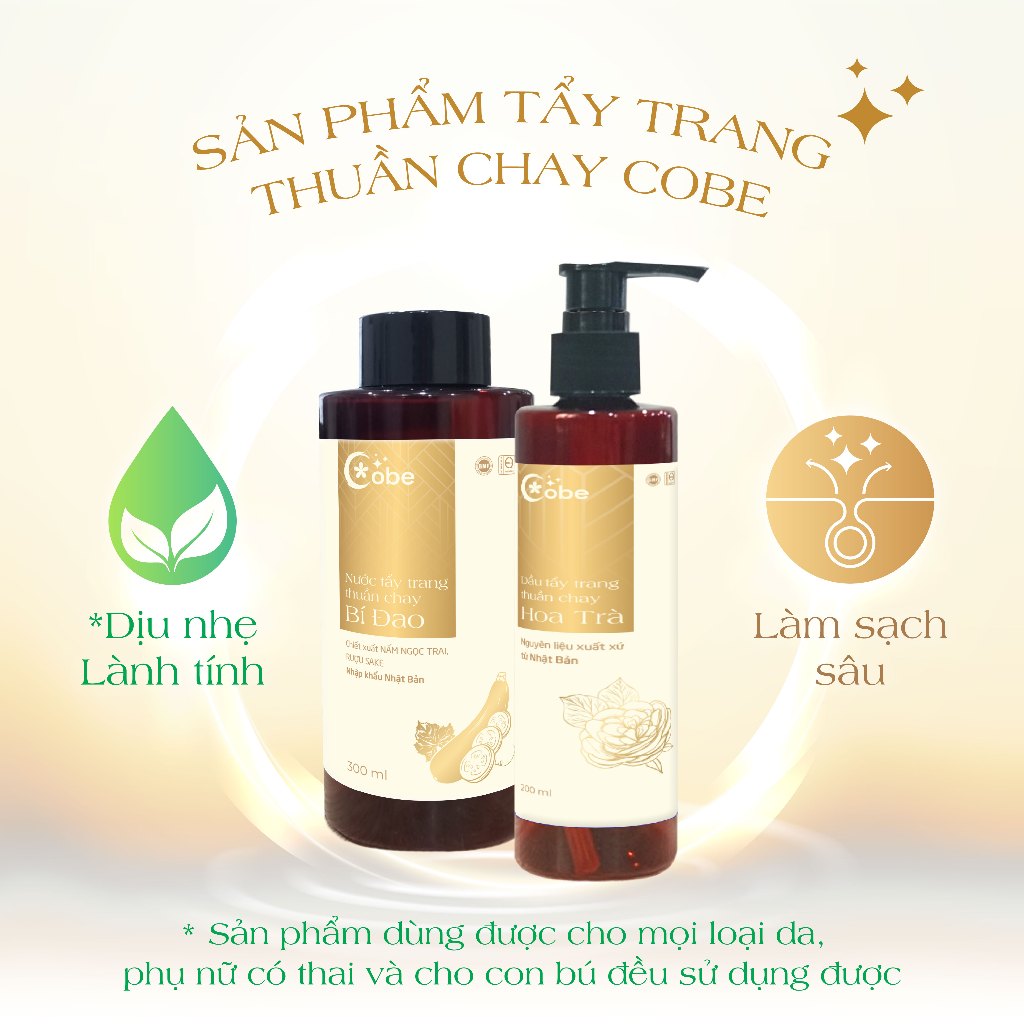 SẢN PHẨM TẨY TRANG
THUẦN CHAY COBE
Cobe
Nước tẩy trang
thuần chay
Bí Đao
Chiết xuất NẤM NGỌC TRAI,
RƯỢU SAKE
Nhập khẩu Nhật Bản
300 ml
Cobe
Dầu tẩy trang
thuần chay
Hoa Trà
Nguyên liệu xuất xứ
từ Nhật Bản
200 ml
*Dịu nhẹ
Lành tính
Làm sạch
sâu
* Sản phẩm dùng được cho mọi loại da,
phụ nữ có thai và cho con bú đều sử dụng được